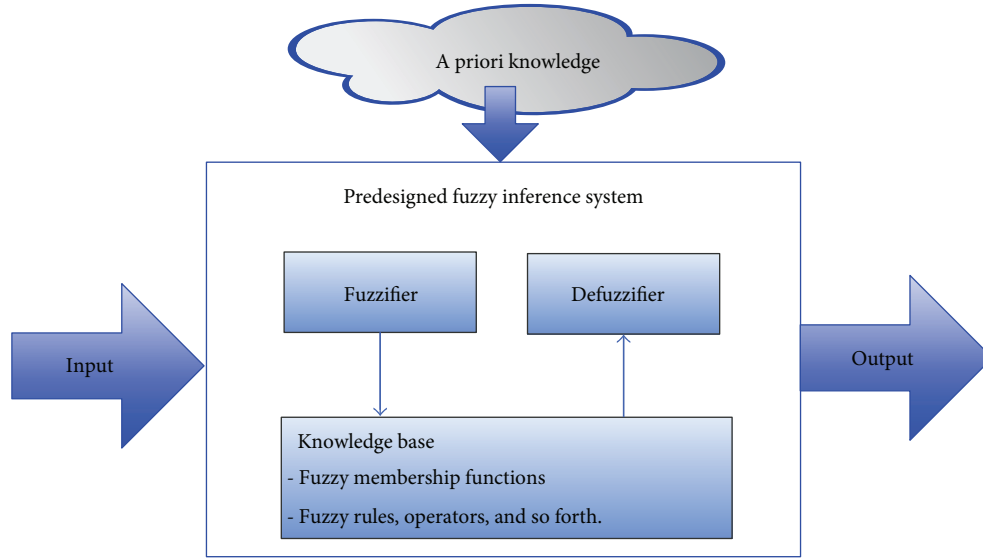 A priori knowledge
Predesigned fuzzy inference system
Fuzzifier
Defuzzifier
Input
Output
Knowledge base
- Fuzzy membership functions
- Fuzzy rules, operators, and so forth.